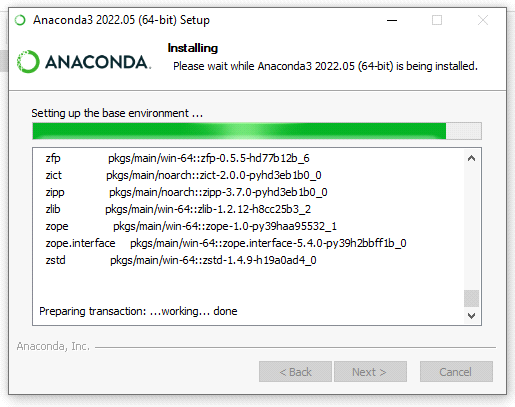 Anaconda3 2022.05 (64-bit) Setup
Installing
Please wait while Anaconda3 2022.05 (64-bit) is being installed.
ANACONDA.
Setting up the base environment ...
zfp pkgs/main/win-64::zfp-0.5.5-hd77b12b_6
zict pkgs/main/noarch::zict-2.0.0-pyhd3eb1b0_0
zipp pkgs/main/noarch::zipp-3.7.0-pyhd3eb1b0_0
zlib pkgs/main/win-64::zlib-1.2.12-h8cc25b3_2
zope pkgs/main/win-64::zope-1.0-py39haa95532_1
zope.interface pkgs/main/win-64::zope.interface-5.4.0-py39h2bbff1b_0
zstd pkgs/main/win-64::zstd-1.4.9-h19a0ad4_0
Preparing transaction: ...working... done
Anaconda, Inc.
< Back Next > Cancel